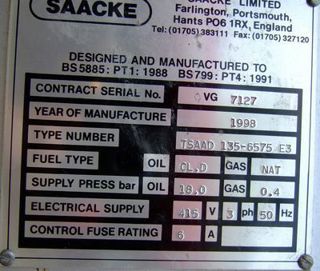 SAACKE
SAACKE LIMITED
Farlington, Portsmouth,
Hants PO6 1RX, England
Tel: (01705) 383111 Fax: (01705) 327120
DESIGNED AND MANUFACTURED TO
BS5885: PT1: 1988 BS799: PT4: 1991
CONTRACT SERIAL No. VG 7127
YEAR OF MANUFACTURE 1998
TYPE NUMBER TSAAD 135-6575 E3
FUEL TYPE OIL CL.D GAS NAT
SUPPLY PRESS bar OIL 18.0 GAS 0.4
ELECTRICAL SUPPLY 415 V 3 ph 50 Hz
CONTROL FUSE RATING 6 A